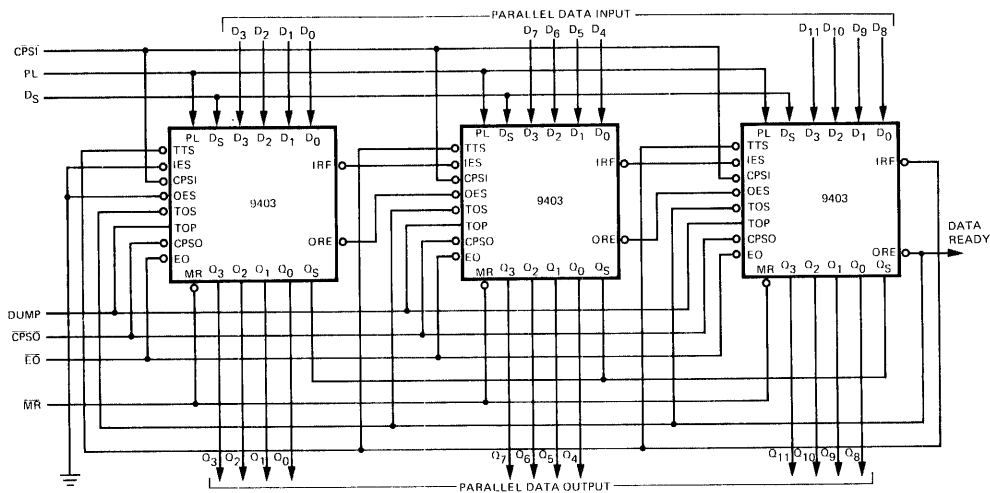 PARALLEL DATA INPUT
D3 D2 D1 D0 D7 D6 D5 D4 D11 D10 D9 D8
CPSI
PL
DS
PL DS D3 D2 D1 D0
TTS
IES
CPSI
OES
TOS
TOP
CPSO
EO
IRF
9403
ORE
MR Q3 Q2 Q1 Q0 QS
PL DS D3 D2 D1 D0
TTS
IES
CPSI
OES
TOS
TOP
CPSO
EO
IRF
9403
ORE
MR Q3 Q2 Q1 Q0 QS
PL DS D3 D2 D1 D0
TTS
IES
CPSI
OES
TOS
TOP
CPSO
EO
IRF
9403
ORE
MR Q3 Q2 Q1 Q0 QS
DATA
READY
DUMP
CPSO
EO
MR
Q3 Q2 Q1 Q0 Q7 Q6 Q5 Q4 Q11 Q10 Q9 Q8
PARALLEL DATA OUTPUT